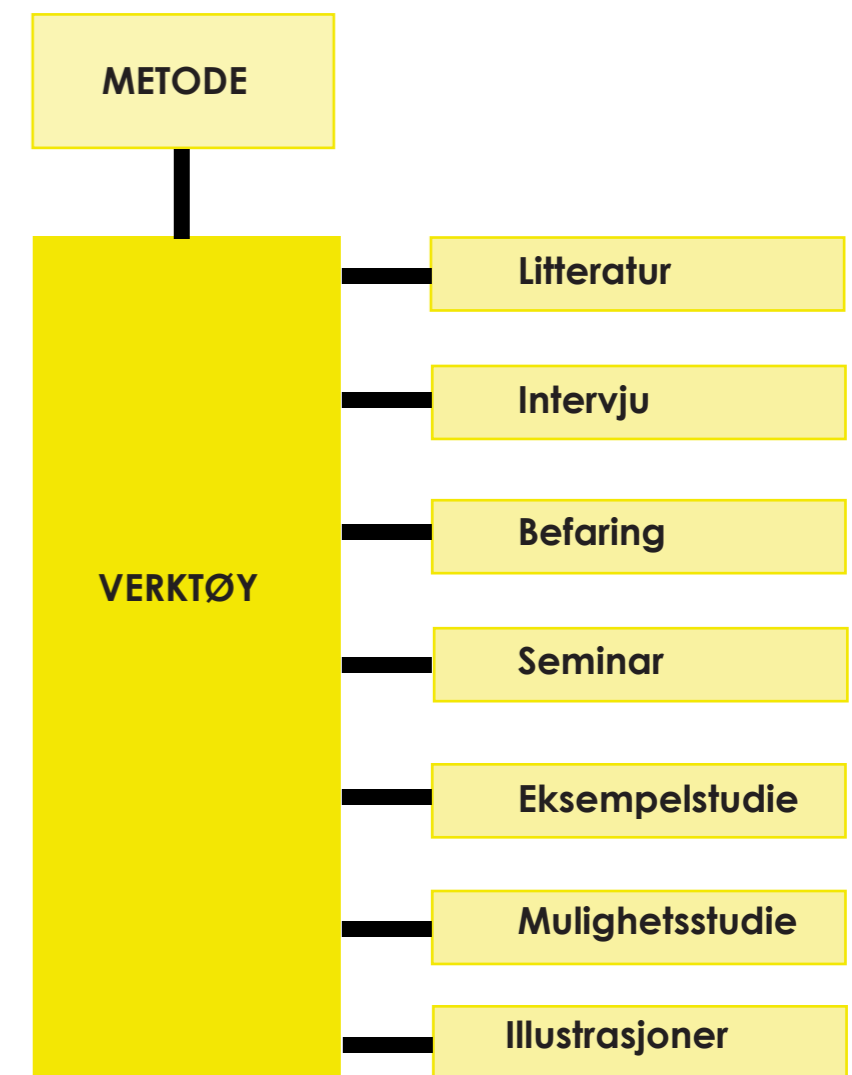 METODE
VERKTØY
Litteratur
Intervju
Befaring
Seminar
Eksempelstudie
Mulighetsstudie
Illustrasjoner